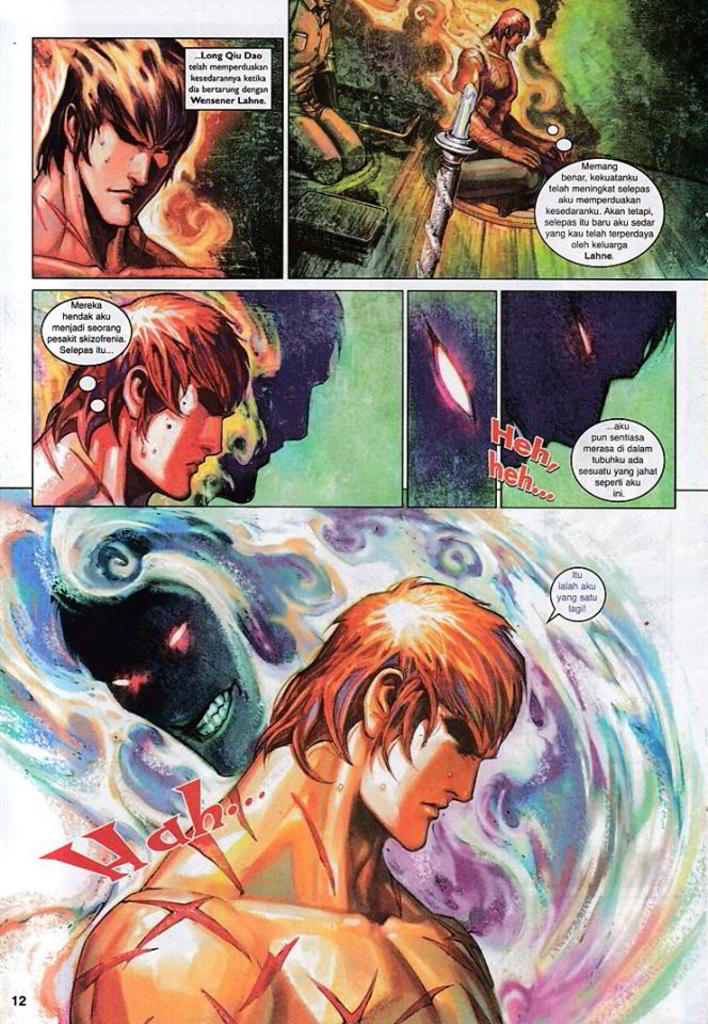 ...Long Qiu Dao
telah memperduakan
kesedarannya ketika
dia bertarung dengan
Wensener Lahne.
Memang
benar, kekuatanku
telah meningkat selepas
aku memperduakan
kesedaranku. Akan tetapi,
sekarang itu baru aku sedar
yang kau telah terperdaya
oleh keluarga
Lahne.
Mereka
hendak aku
menjadi seorang
pesakit skizofrenia.
Selepas itu...
Heh,
heh...
...aku
pun sentiasa
merasa di dalam
tubuhku ada
sesuatu yang jahat
seperti aku
ini.
Itu
ialah aku
yang satu
lagi!
Hah...
12